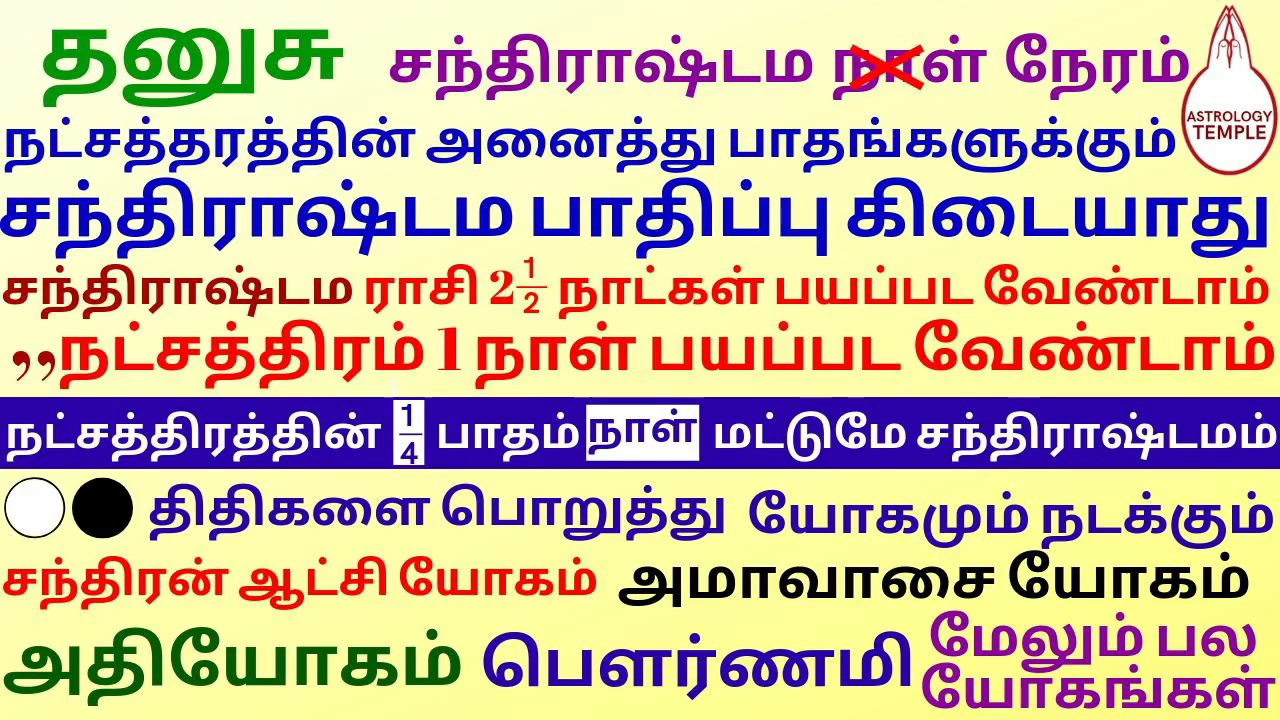 தனுசு சந்திராஷ்டம நாள் நேரம்
ASTROLOGY
TEMPLE
நட்சத்தரத்தின் அனைத்து பாதங்களுக்கும்
சந்திராஷ்டம பாதிப்பு கிடையாது
சந்திராஷ்டம ராசி 2 1/2 நாட்கள் பயப்பட வேண்டாம்
,,நட்சத்திரம் 1 நாள் பயப்பட வேண்டாம்
நட்சத்திரத்தின் 1/4 பாதம் நாள் மட்டுமே சந்திராஷ்டமம்
திதிகளை பொறுத்து யோகமும் நடக்கும்
சந்திரன் ஆட்சி யோகம் அமாவாசை யோகம்
அதியோகம் பௌர்ணமி மேலும் பல
யோகங்கள்